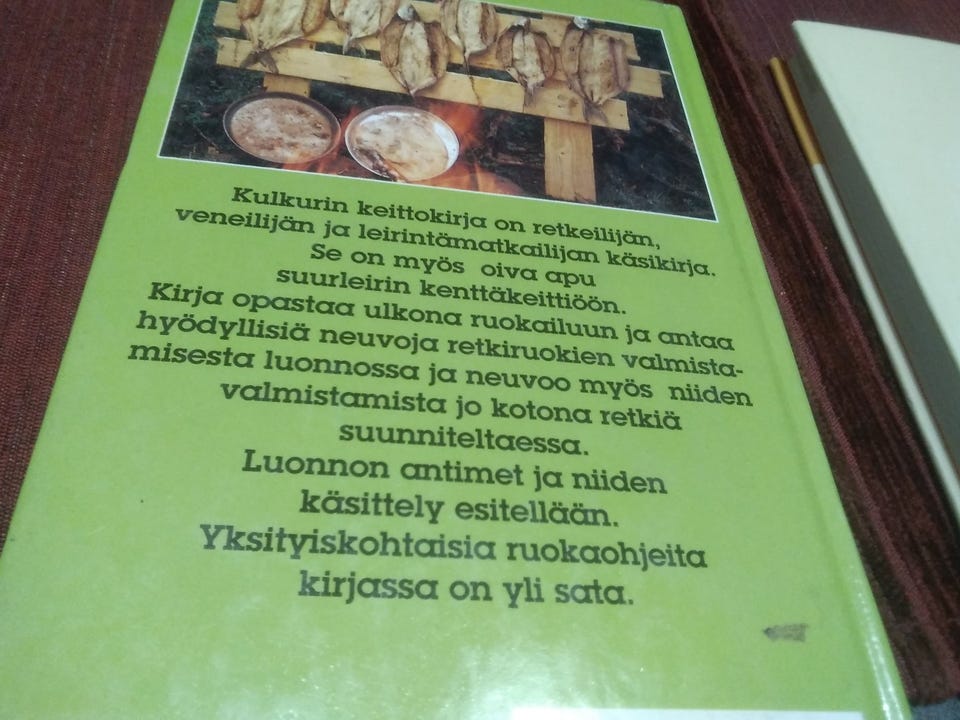 Kulkurin keittokirja on retkeilijän,
veneilijän ja leirintämatkailijan käsikirja.
Se on myös oiva apu
suurleirin kenttäkeittiöön.
Kirja opastaa ulkona ruokailuun ja antaa
hyödyllisiä neuvoja retkiruokien valmista-
misesta luonnossa ja neuvoo myös niiden
valmistamista jo kotona retkiä
suunniteltaessa.
Luonnon antimet ja niiden
käsittely esitellään.
Yksityiskohtaisia ruokaohjeita
kirjassa on yli sata.